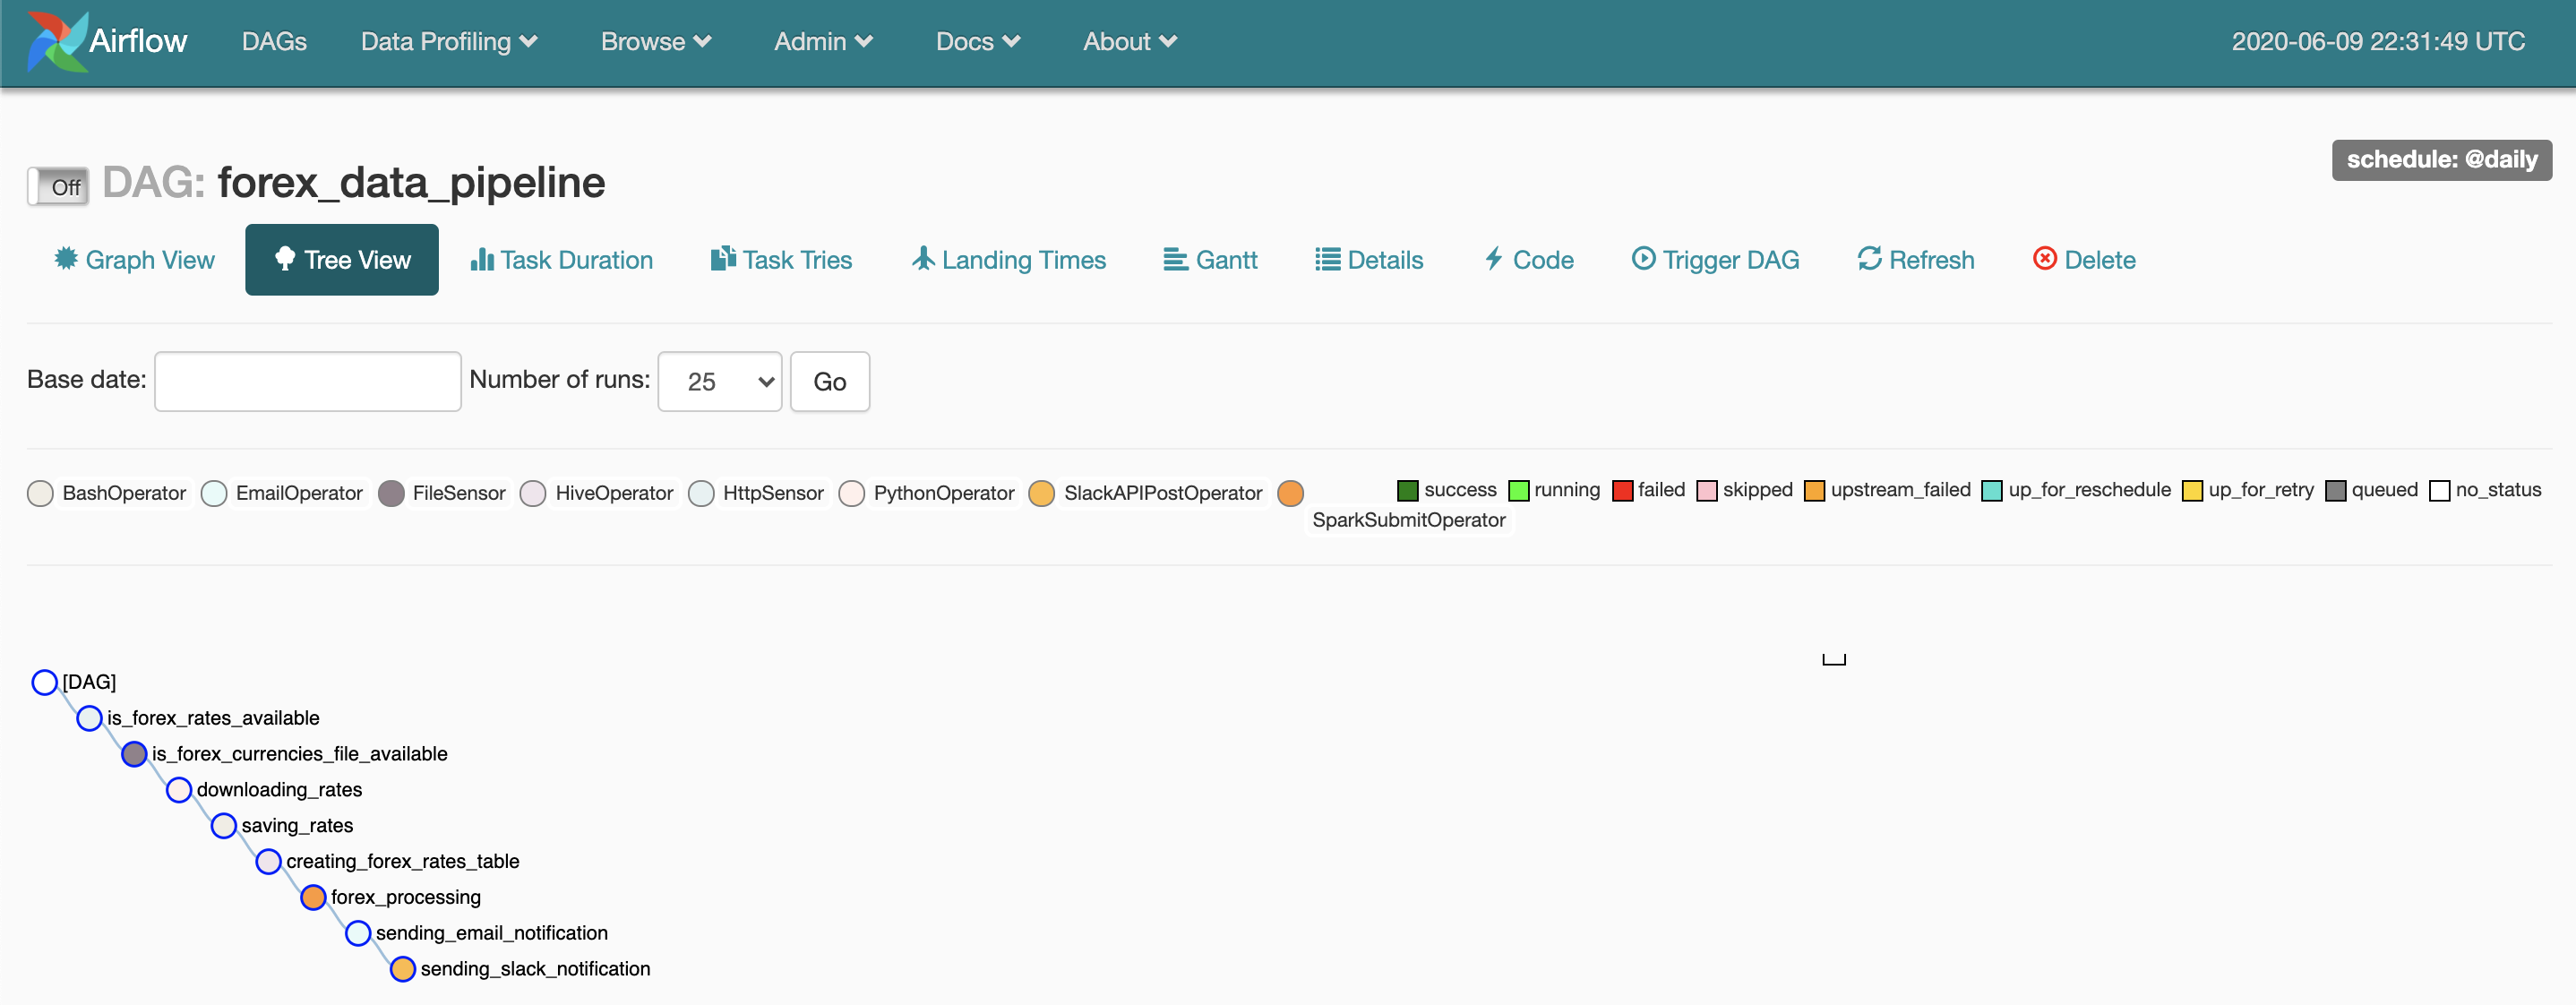 Airflow DAGs Data Profiling Browse Admin Docs About 2020-06-09 22:31:49 UTC
schedule: @daily
Off DAG: forex_data_pipeline
Graph View Tree View Task Duration Task Tries Landing Times Gantt Details Code Trigger DAG Refresh Delete
Base date: Number of runs: 25 Go
BashOperator EmailOperator FileSensor HiveOperator HttpSensor PythonOperator SlackAPIPostOperator success running failed skipped upstream_failed up_for_reschedule up_for_retry queued no_status
SparkSubmitOperator
[DAG]
is_forex_rates_available
is_forex_currencies_file_available
downloading_rates
saving_rates
creating_forex_rates_table
forex_processing
sending_email_notification
sending_slack_notification